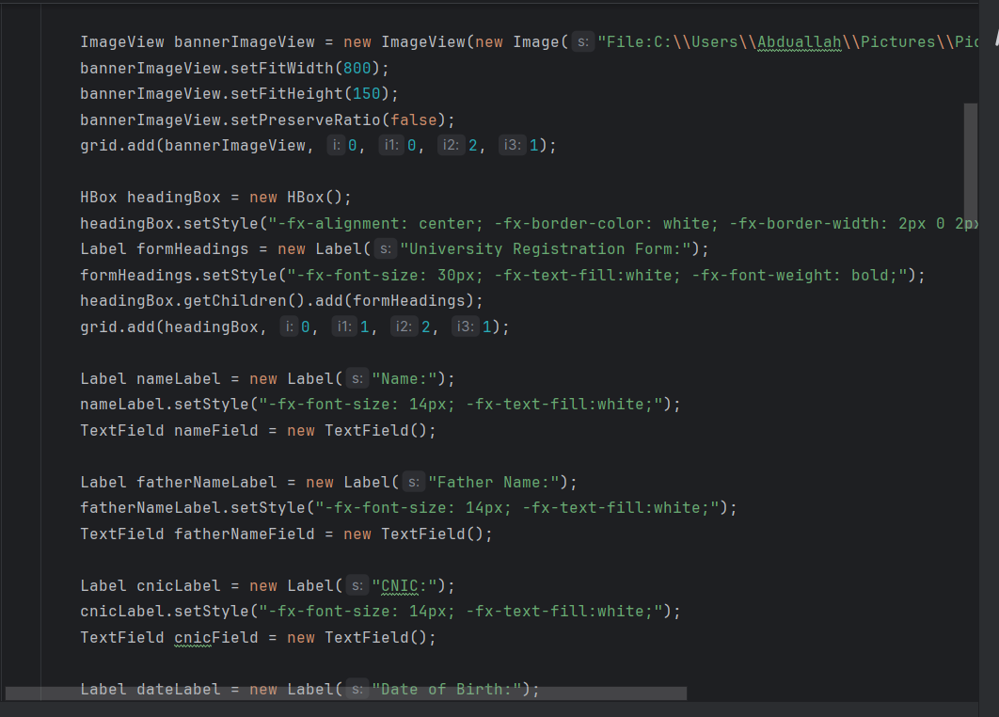 ImageView bannerImageView = new ImageView(new Image( s: "File:C:\\Users\\Abduallah\\Pictures\\Pic
bannerImageView.setFitWidth(800);
bannerImageView.setFitHeight(150);
bannerImageView.setPreserveRatio(false);
grid.add(bannerImageView, i: 0, i1: 0, i2: 2, i3: 1);
HBox headingBox = new HBox();
headingBox.setStyle("-fx-alignment: center; -fx-border-color: white; -fx-border-width: 2px 0 2px
Label formHeadings = new Label( s: "University Registration Form:");
formHeadings.setStyle("-fx-font-size: 30px; -fx-text-fill:white; -fx-font-weight: bold;");
headingBox.getChildren().add(formHeadings);
grid.add(headingBox, i: 0, i1: 1, i2: 2, i3: 1);
Label nameLabel = new Label( s: "Name:");
nameLabel.setStyle("-fx-font-size: 14px; -fx-text-fill:white;");
TextField nameField = new TextField();
Label fatherNameLabel = new Label( s: "Father Name:");
fatherNameLabel.setStyle("-fx-font-size: 14px; -fx-text-fill:white;");
TextField fatherNameField = new TextField();
Label cnicLabel = new Label( s: "CNIC:");
cnicLabel.setStyle("-fx-font-size: 14px; -fx-text-fill:white;");
TextField cnicField = new TextField();
Label dateLabel = new Label( s: "Date of Birth:");